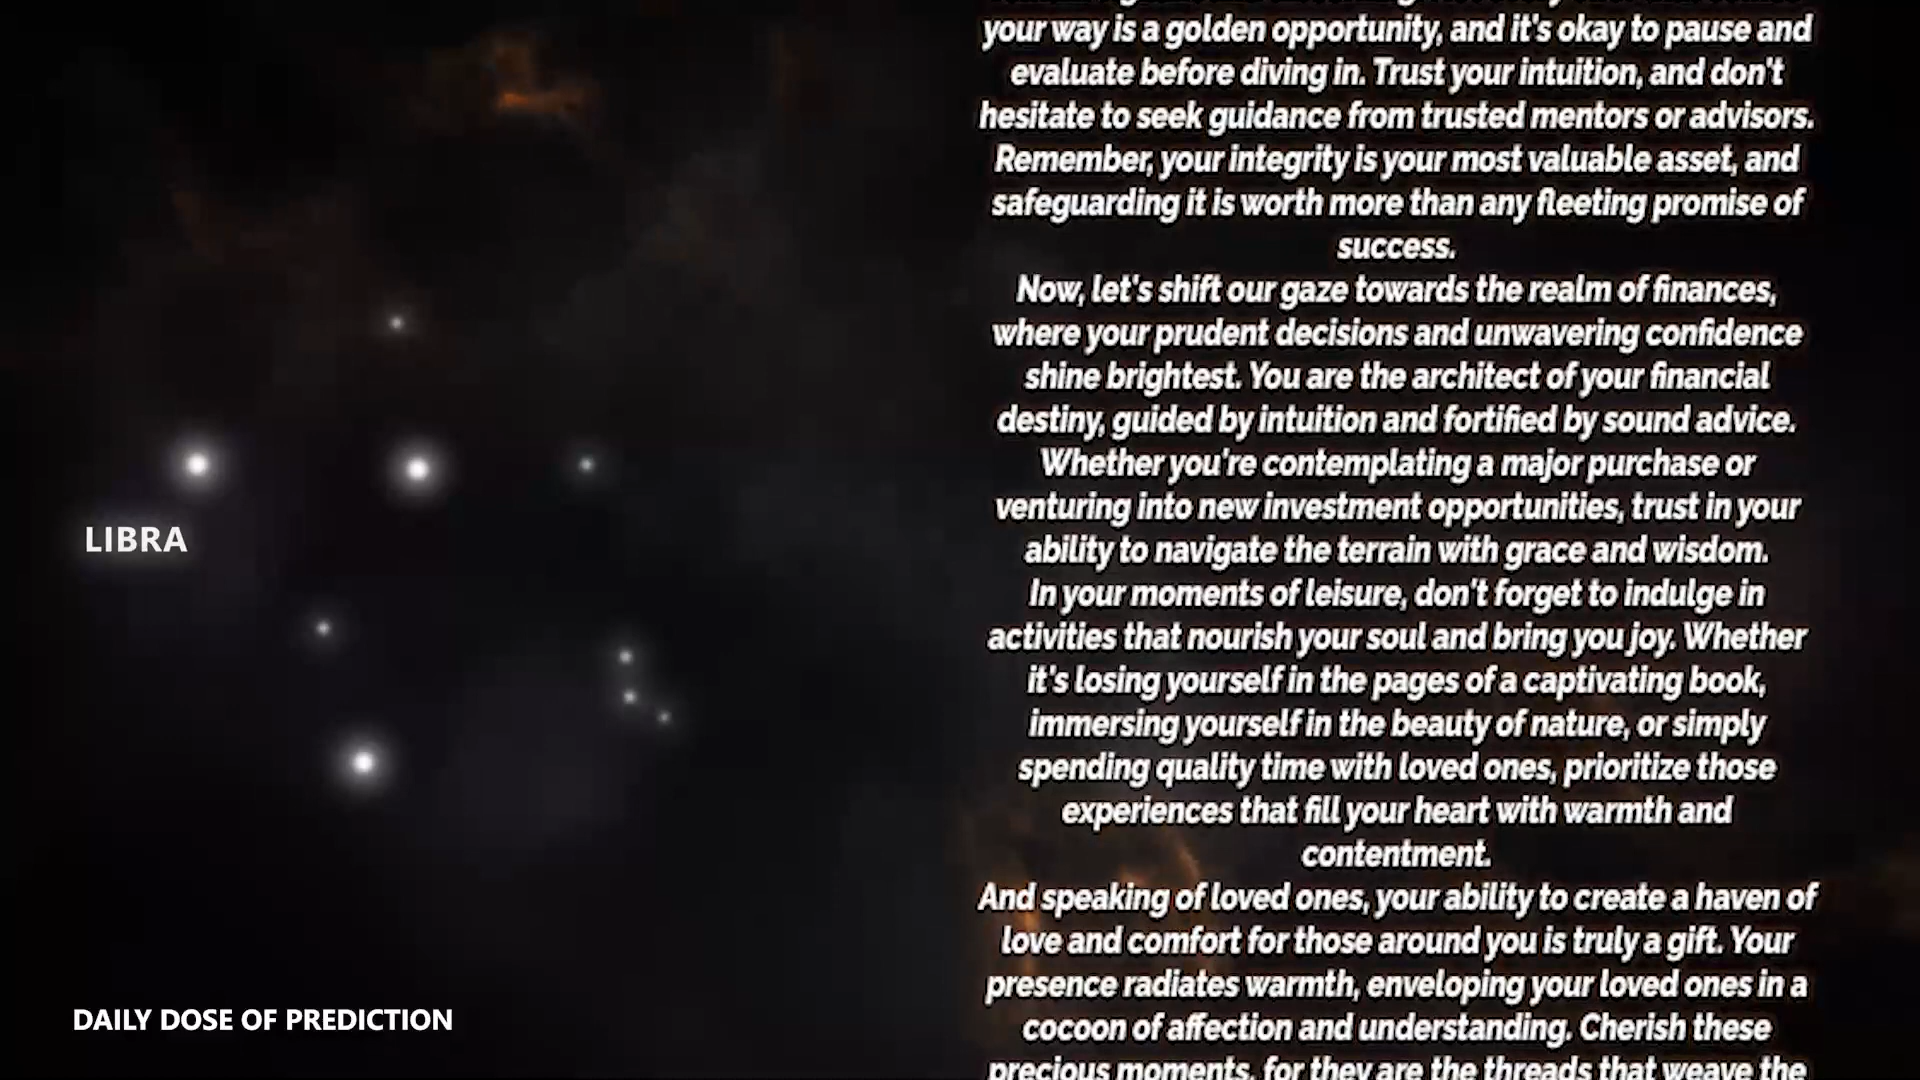 your way is a golden opportunity, and it's okay to pause and
evaluate before diving in. Trust your intuition, and don't
hesitate to seek guidance from trusted mentors or advisors.
Remember, your integrity is your most valuable asset, and
safeguarding it is worth more than any fleeting promise of
success.
Now, let's shift our gaze towards the realm of finances,
where your prudent decisions and unwavering confidence
shine brightest. You are the architect of your financial
destiny, guided by intuition and fortified by sound advice.
Whether you're contemplating a major purchase or
venturing into new investment opportunities, trust in your
ability to navigate the terrain with grace and wisdom.
In your moments of leisure, don't forget to indulge in
activities that nourish your soul and bring you joy. Whether
it's losing yourself in the pages of a captivating book,
immersing yourself in the beauty of nature, or simply
spending quality time with loved ones, prioritize those
experiences that fill your heart with warmth and
contentment.
And speaking of loved ones, your ability to create a haven of
love and comfort for those around you is truly a gift. Your
presence radiates warmth, enveloping your loved ones in a
cocoon of affection and understanding. Cherish these
precious moments, for they are the threads that weave the
LIBRA
DAILY DOSE OF PREDICTION